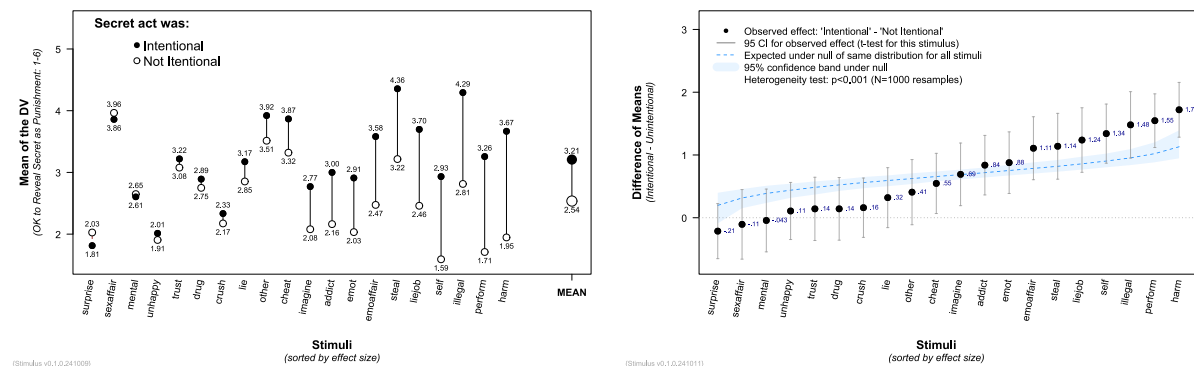 Secret act was:
Intentional
Not Itentional
Mean of the DV
(OK to Reveal Secret as Punishment: 1-6)
5
4
3
2
2.03
1.81
3.96
3.86
2.65
2.61
2.01
1.91
3.22
3.08
2.89
2.75
2.33
2.17
3.17
2.85
3.92
3.51
3.87
3.32
2.77
2.08
3.00
2.16
2.91
2.03
3.58
2.47
4.36
3.22
3.70
2.46
2.93
1.59
4.29
2.81
3.26
1.71
3.67
1.95
3.21
2.54
surprise
sexaffair
mental
unhappy
trust
drug
crush
lie
other
cheat
imagine
addict
emot
emoaffair
steal
liejob
self
illegal
perform
harm
MEAN
Stimuli
(sorted by effect size)
(Stimulus v0.1.0.241009)
Observed effect: 'Intentional' - 'Not Itentional'
95 CI for observed effect (t-test for this stimulus)
Expected under null of same distribution for all stimuli
95% confidence band under null
Heterogeneity test: p<0.001 (N=1000 resamples)
Difference of Means
(Intentional - Unintentional)
3
2
1
0
-.21
-.11
-.043
.11
.14
.14
.16
.32
.41
.55
.69
.84
.88
1.11
1.14
1.24
1.34
1.48
1.55
1.7
surprise
sexaffair
mental
unhappy
trust
drug
crush
lie
other
cheat
imagine
addict
emot
emoaffair
steal
liejob
self
illegal
perform
harm
Stimuli
(sorted by effect size)
(Stimulus v0.1.0.241011)